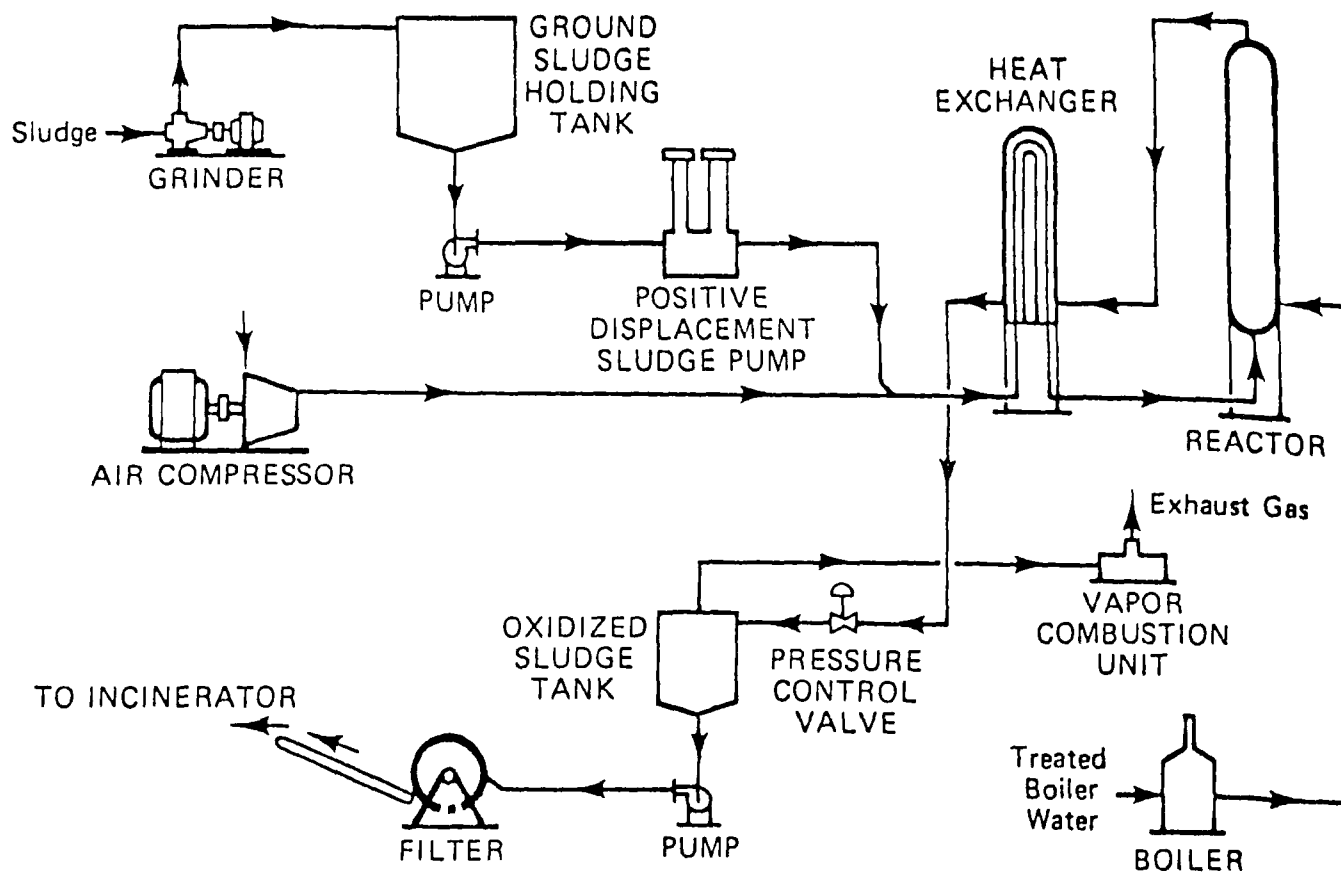 GROUND
SLUDGE
HOLDING
TANK
HEAT
EXCHANGER
Sludge
GRINDER
PUMP
POSITIVE
DISPLACEMENT
SLUDGE PUMP
AIR COMPRESSOR
REACTOR
Exhaust Gas
OXIDIZED
SLUDGE
TANK
PRESSURE
CONTROL
VALVE
VAPOR
COMBUSTION
UNIT
TO INCINERATOR
Treated
Boiler
Water
FILTER
PUMP
BOILER